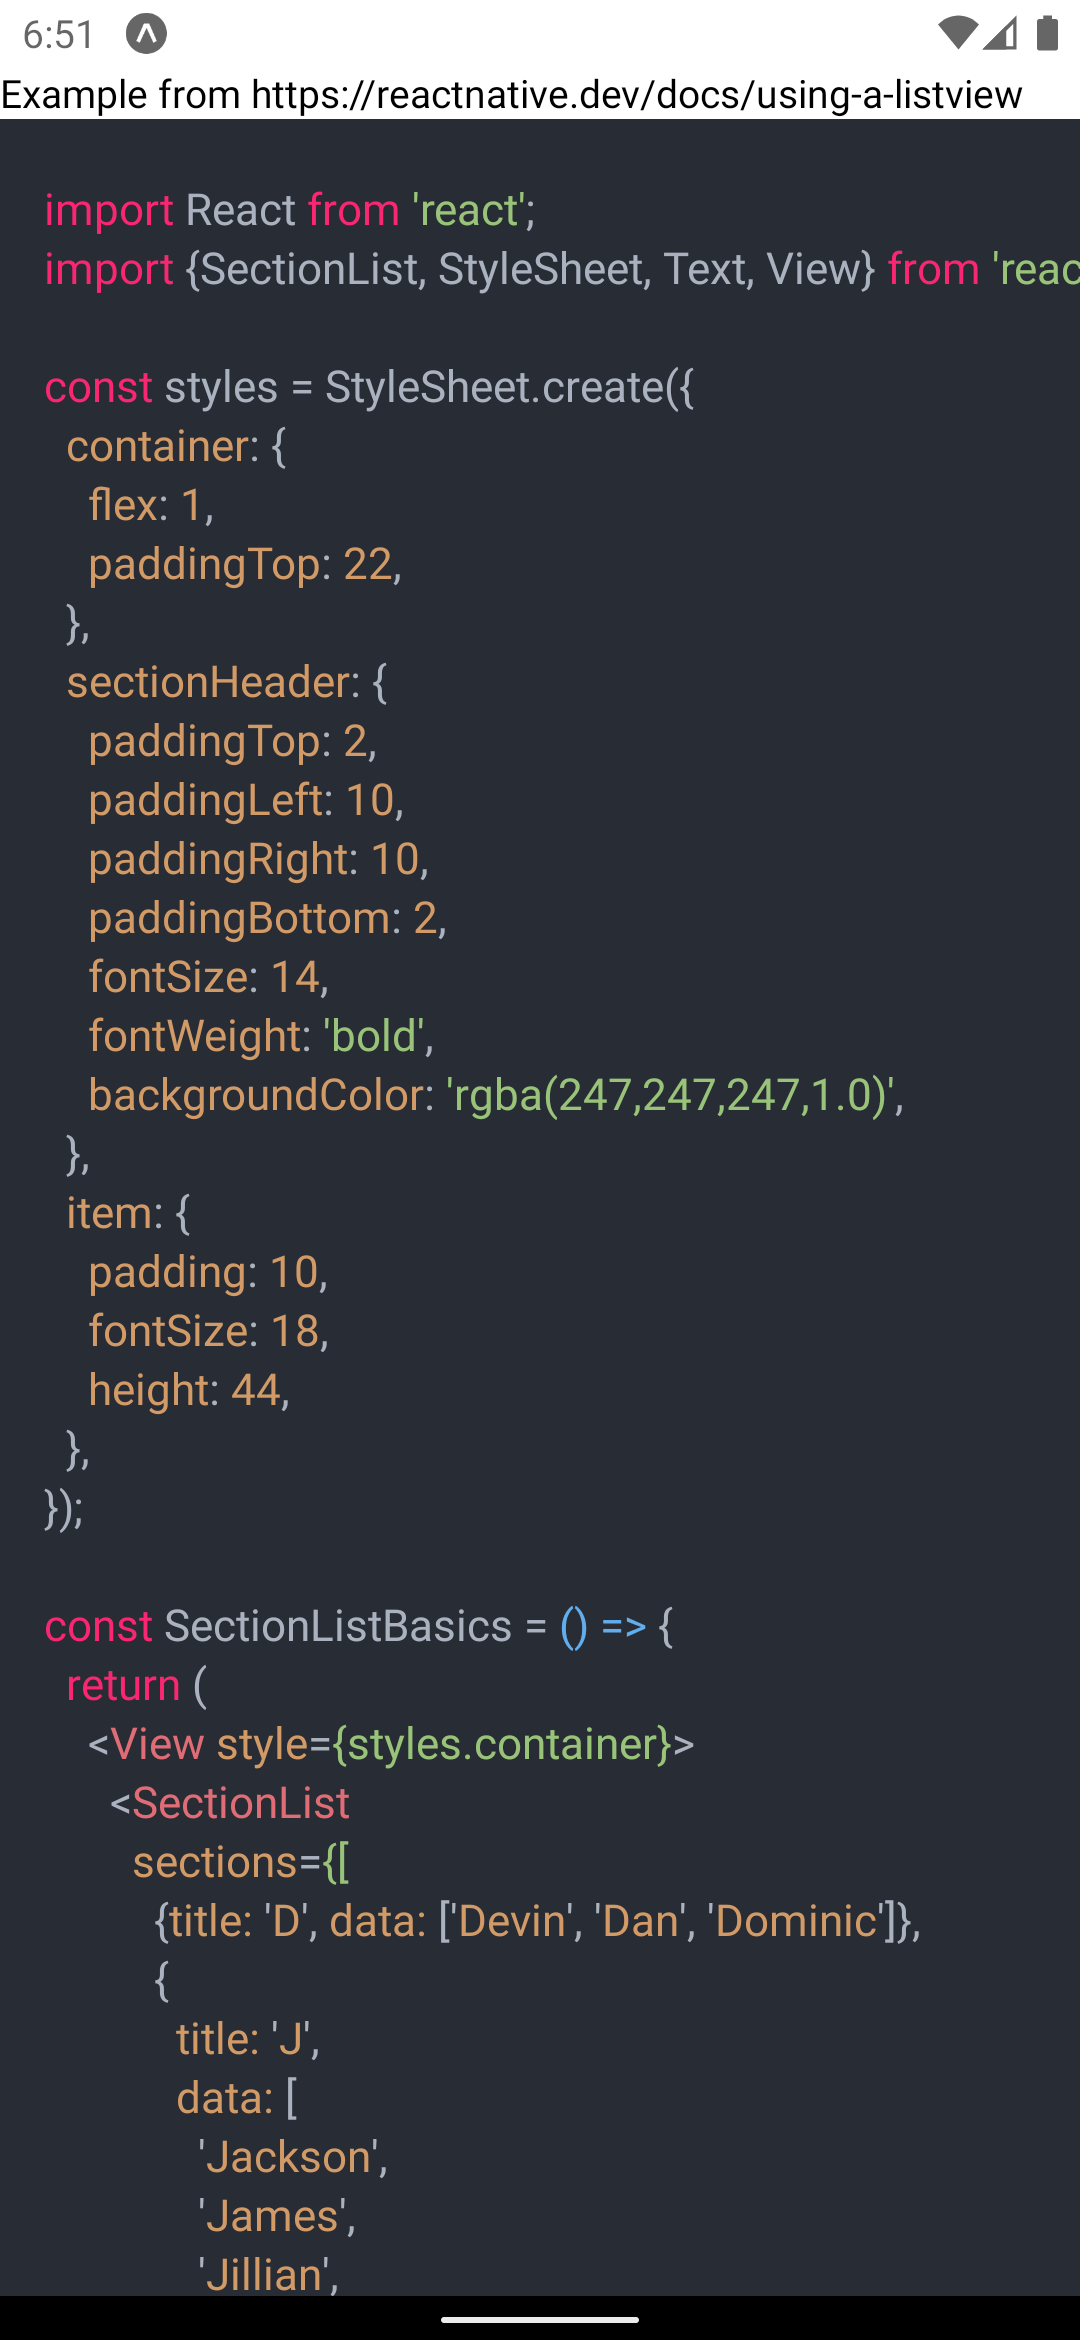 6:51
Example from https://reactnative.dev/docs/using-a-listview
import React from 'react';
import {SectionList, StyleSheet, Text, View} from 'reac
const styles = StyleSheet.create({
  container: {
    flex: 1,
    paddingTop: 22,
  },
  sectionHeader: {
    paddingTop: 2,
    paddingLeft: 10,
    paddingRight: 10,
    paddingBottom: 2,
    fontSize: 14,
    fontWeight: 'bold',
    backgroundColor: 'rgba(247,247,247,1.0)',
  },
  item: {
    padding: 10,
    fontSize: 18,
    height: 44,
  },
});
const SectionListBasics = () => {
  return (
    <View style={styles.container}>
      <SectionList
        sections={[
          {title: 'D', data: ['Devin', 'Dan', 'Dominic']},
          {
            title: 'J',
            data: [
              'Jackson',
              'James',
              'Jillian',